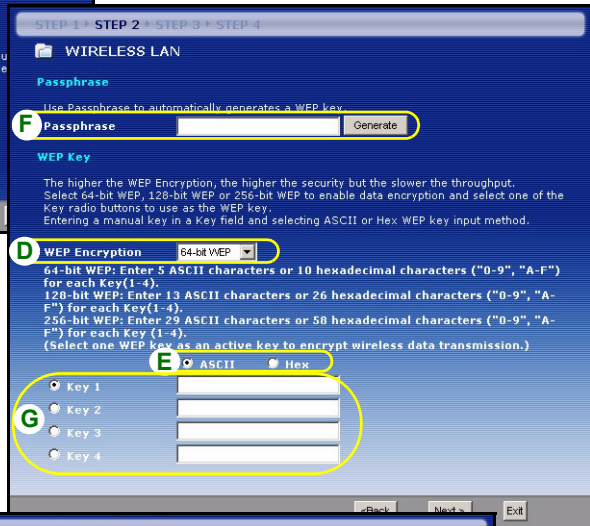 STEP 1 › STEP 2 › STEP 3 › STEP 4
WIRELESS LAN
Passphrase
Use Passphrase to automatically generates a WEP key.
F Passphrase Generate
WEP Key
The higher the WEP Encryption, the higher the security but the slower the throughput.
Select 64-bit WEP, 128-bit WEP or 256-bit WEP to enable data encryption and select one of the
Key radio buttons to use as the WEP key.
Entering a manual key in a Key field and selecting ASCII or Hex WEP key input method.
D WEP Encryption 64-bit WEP
64-bit WEP: Enter 5 ASCII characters or 10 hexadecimal characters ("0-9", "A-F")
for each Key(1-4).
128-bit WEP: Enter 13 ASCII characters or 26 hexadecimal characters ("0-9", "A-
F") for each Key(1-4).
256-bit WEP: Enter 29 ASCII characters or 58 hexadecimal characters ("0-9", "A-
F") for each Key (1-4).
(Select one WEP key as an active key to encrypt wireless data transmission.)
E ASCII Hex
Key 1
Key 2
G
Key 3
Key 4
<Back Next > Exit